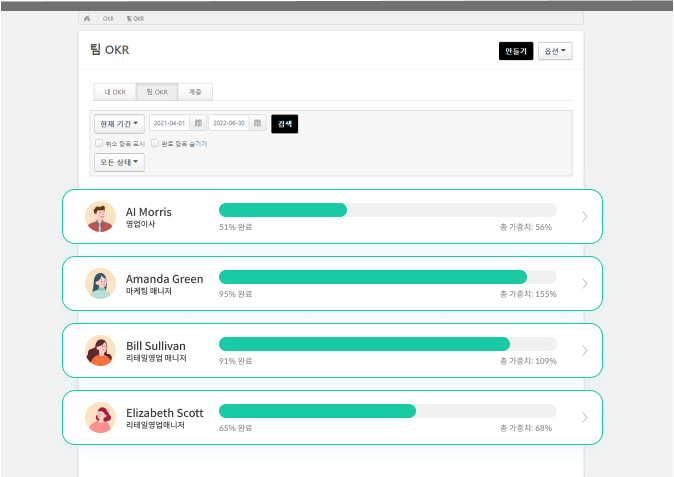 OKR
팀 OKR
팀 OKR
만들기
옵션
내 OKR
팀 OKR
계층
현재 기간
2021-04-01
2022-06-30
검색
취소 항목 표시
완료 항목 숨기기
모든 상태
AI Morris
영업이사
51% 완료
총 가중치: 56%
Amanda Green
마케팅 매니저
95% 완료
총 가중치: 155%
Bill Sullivan
리테일영업 매니저
91% 완료
총 가중치: 109%
Elizabeth Scott
리테일영업매니저
65% 완료
총 가중치: 68%